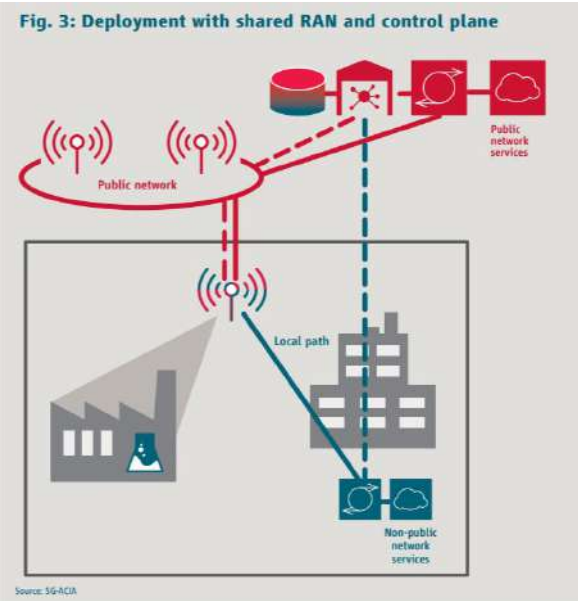 Fig. 3: Deployment with shared RAN and control plane
Public
network
services
Public network
Local path
Non-public
network
services
Source: 5G-ACIA